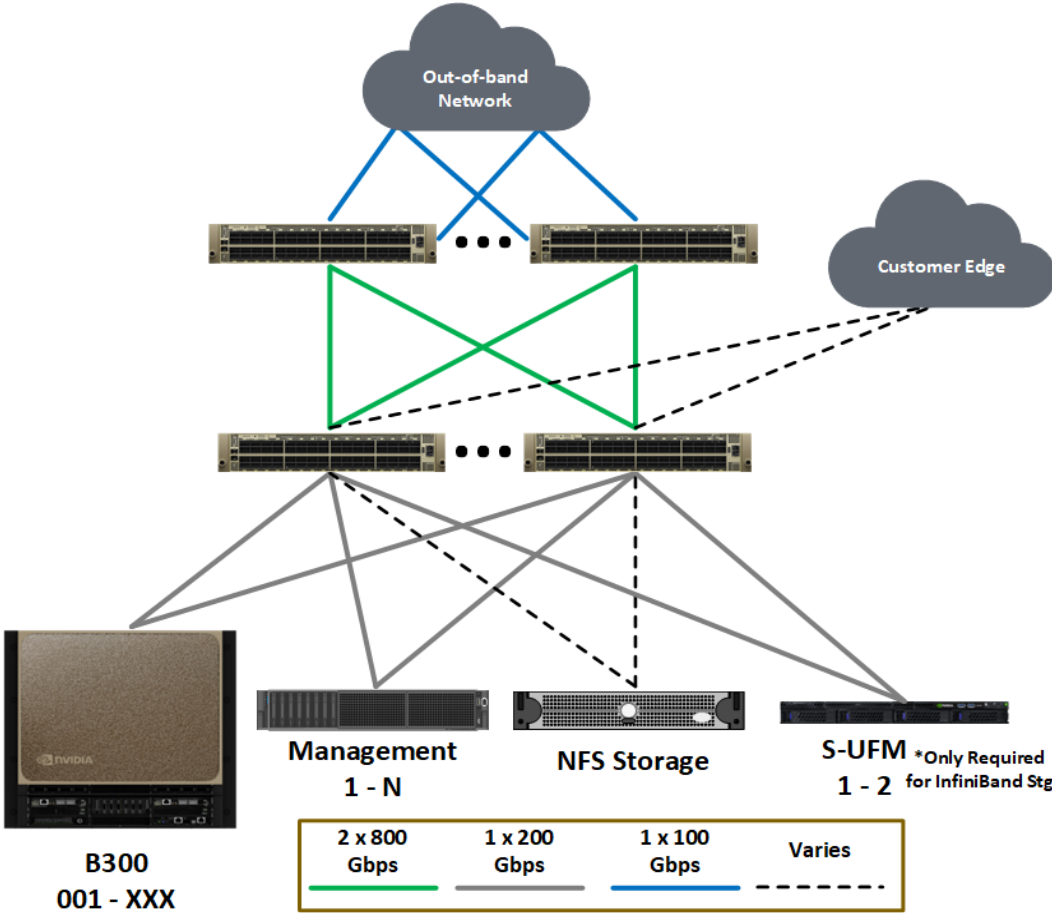 Out-of-band
Network
Customer Edge
NVIDIA
Management
1 - N
NFS Storage
S-UFM
1 - 2
*Only Required
for InfiniBand Stg
B300
001 - XXX
2 x 800
Gbps
1 x 200
Gbps
1 x 100
Gbps
Varies